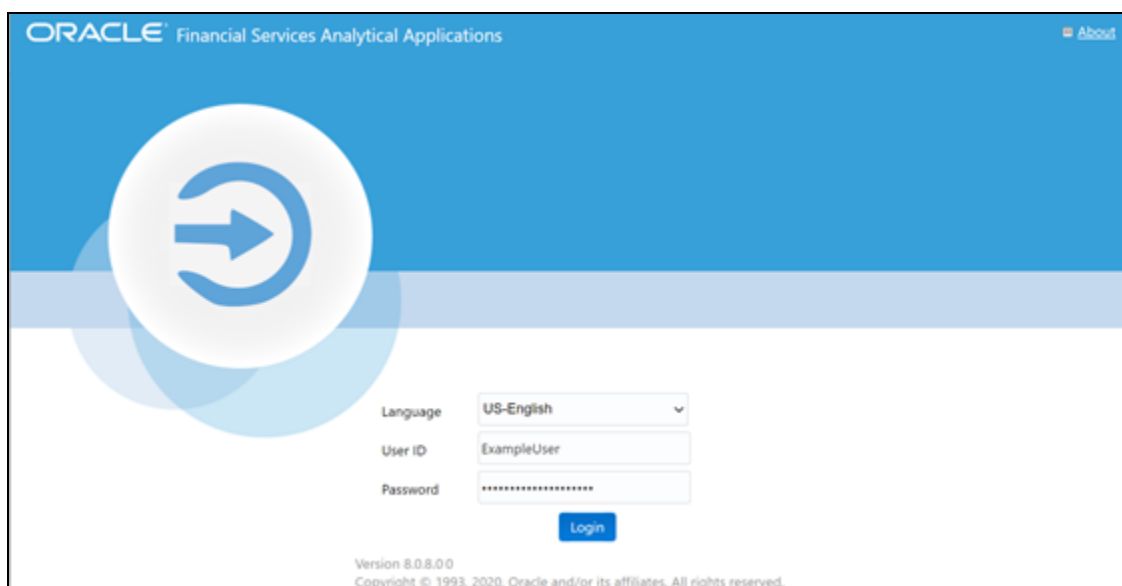 ORACLE Financial Services Analytical Applications
About
Language US-English
User ID ExampleUser
Password ••••••••••••••••••••
Login
Version 8.0.8.0.0
Copyright © 1993, 2020, Oracle and/or its affiliates. All rights reserved.